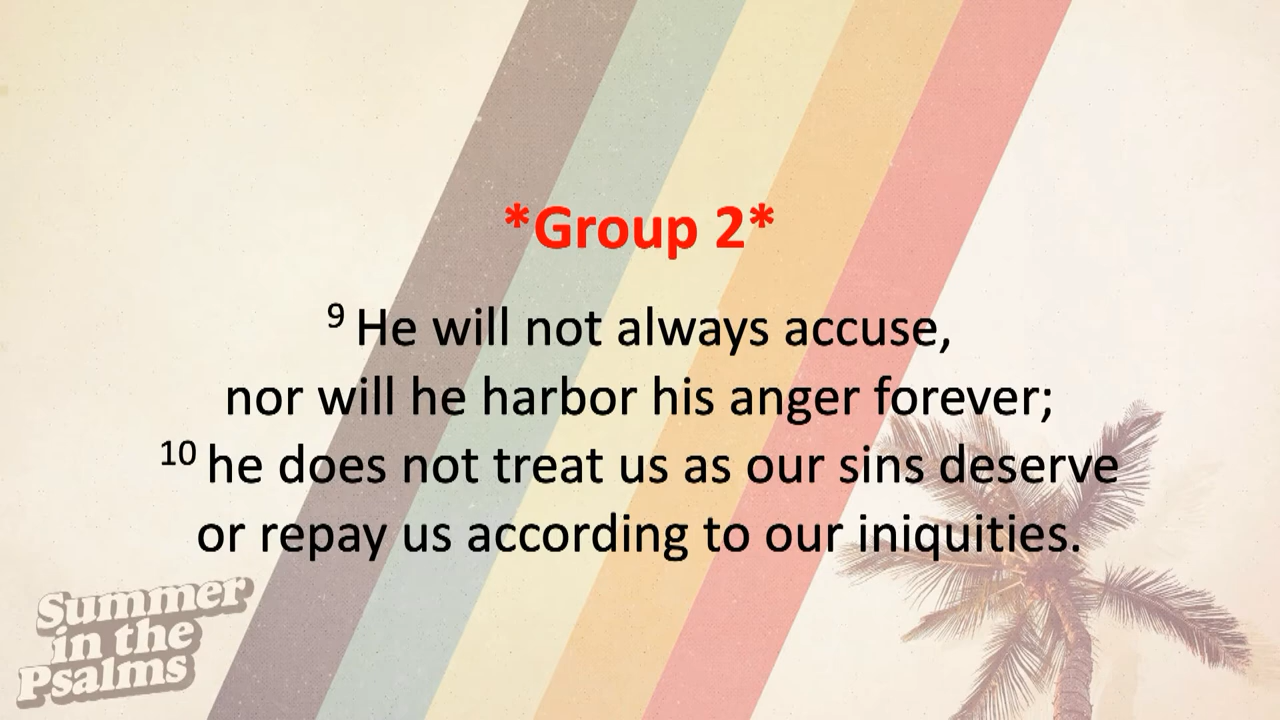 *Group 2*
9 He will not always accuse,
nor will he harbor his anger forever;
10 he does not treat us as our sins deserve
or repay us according to our iniquities.
Summer
in the
Psalms